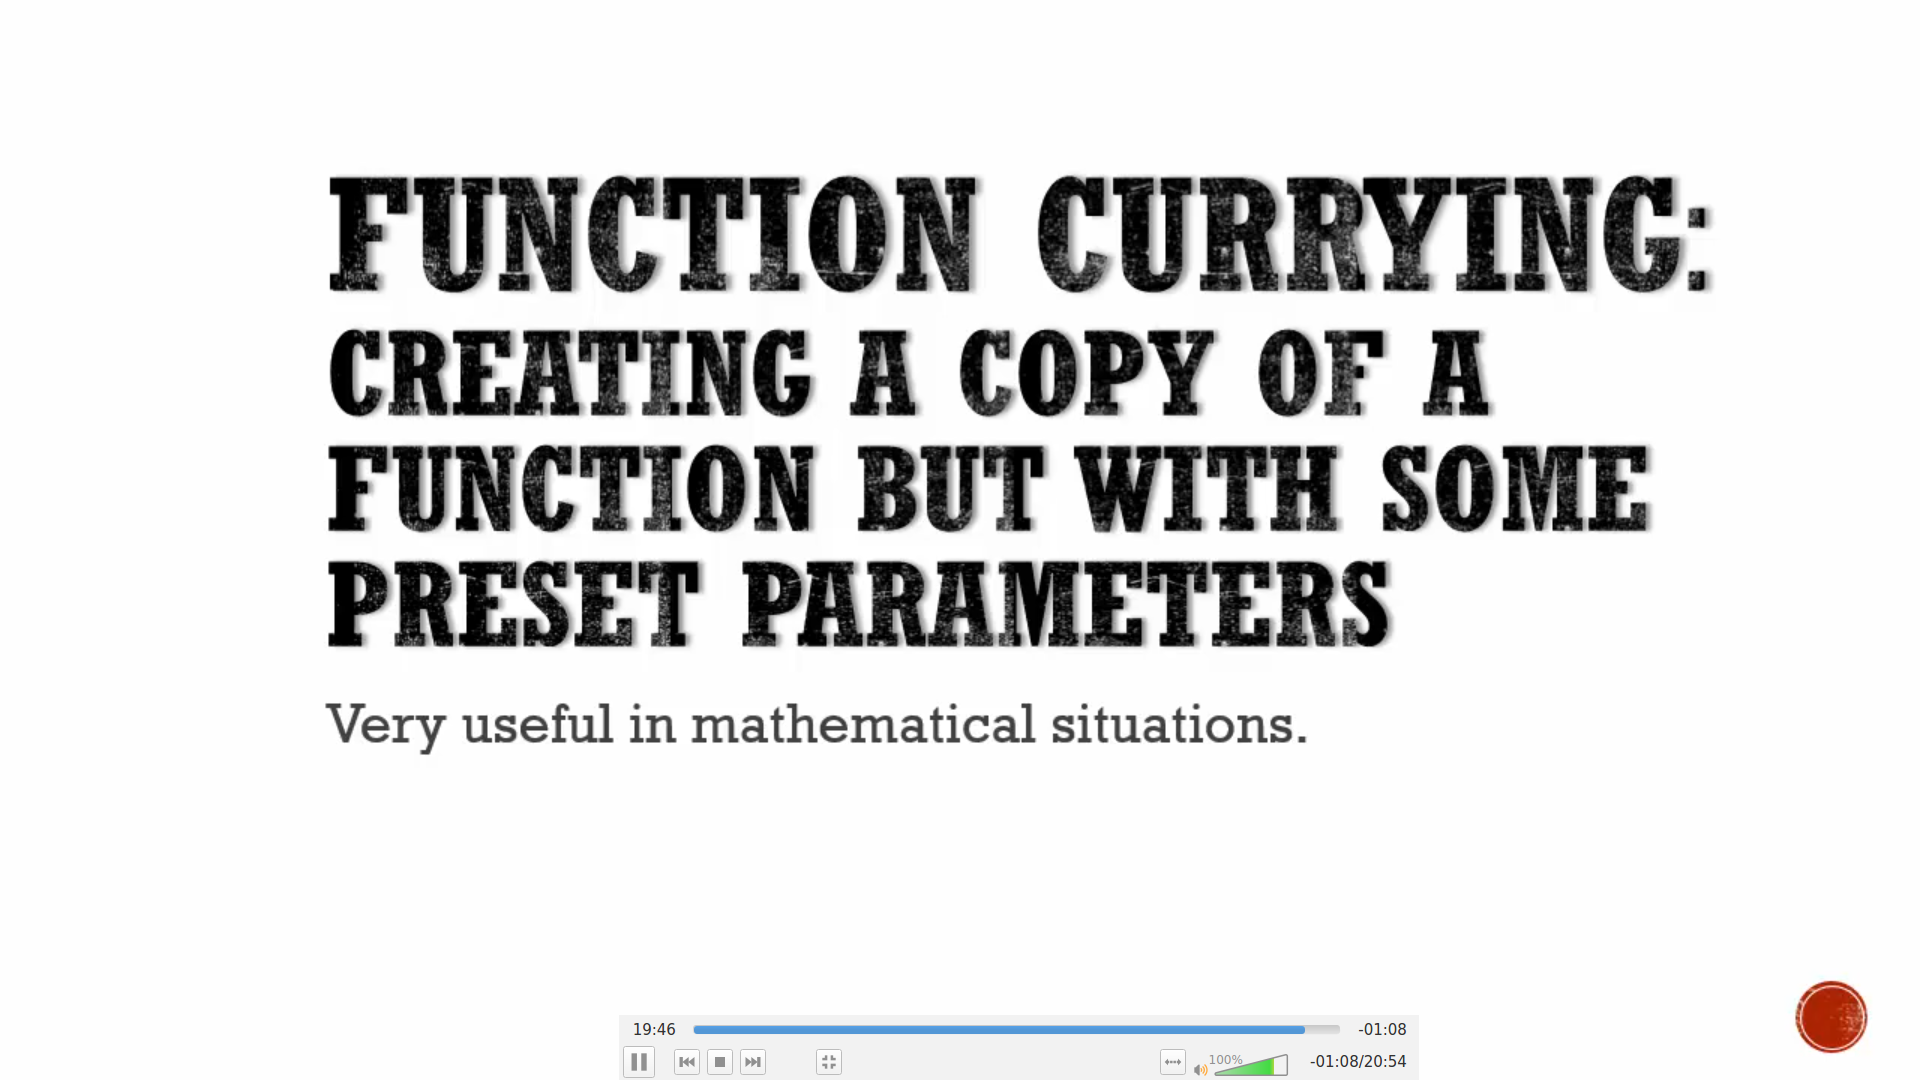 FUNCTION CURRYING:
CREATING A COPY OF A
FUNCTION BUT WITH SOME
PRESET PARAMETERS
Very useful in mathematical situations.
19:46 -01:08
100% -01:08/20:54